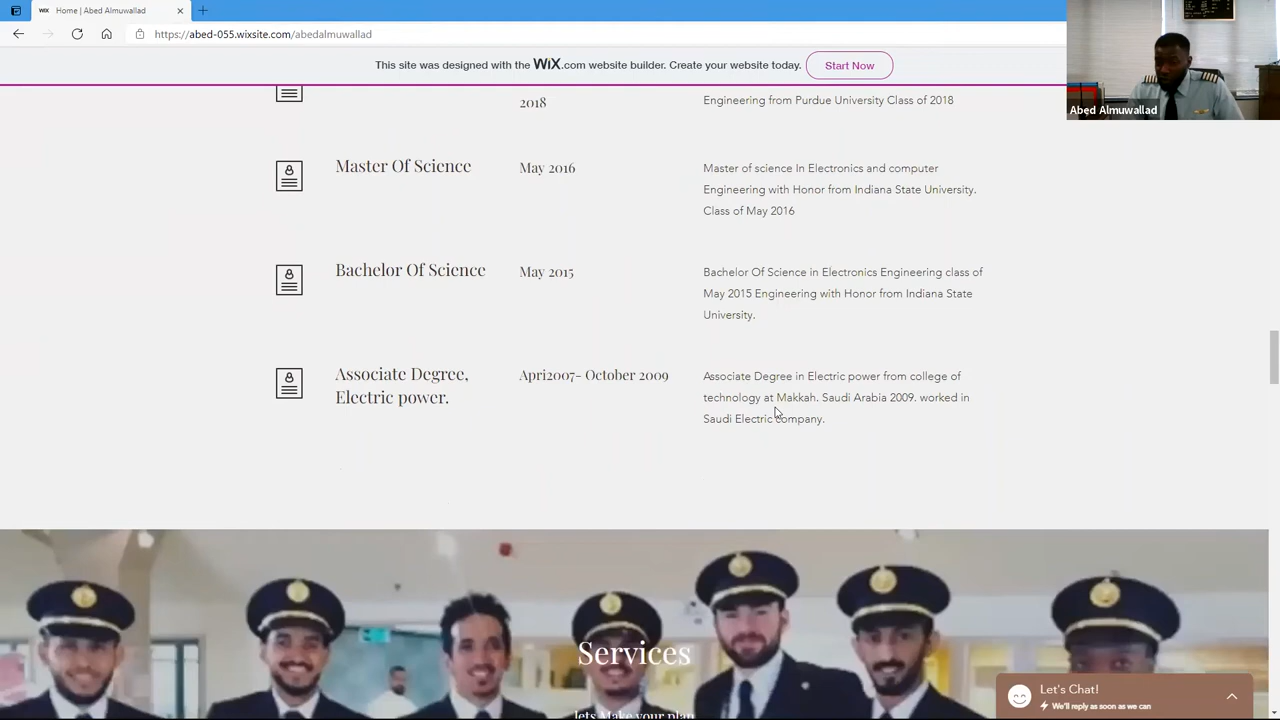 WiX Home | Abed Almuwallad
https://abed-055.wixsite.com/abedalmuwallad
This site was designed with the WiX.com website builder. Create your website today. Start Now
Abed Almuwallad
2018
Engineering from Purdue University Class of 2018
Master Of Science
May 2016
Master of science In Electronics and computer
Engineering with Honor from Indiana State University.
Class of May 2016
Bachelor Of Science
May 2015
Bachelor Of Science in Electronics Engineering class of
May 2015 Engineering with Honor from Indiana State
University.
Associate Degree,
Electric power.
Apri2007- October 2009
Associate Degree in Electric power from college of
technology at Makkah. Saudi Arabia 2009. worked in
Saudi Electric company.
Services
lets Make your plan
Let's Chat!
We'll reply as soon as we can